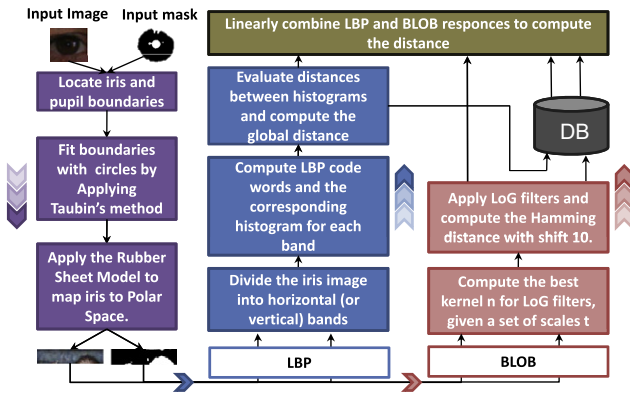 Input Image
Input mask
Locate iris and
pupil boundaries
Fit boundaries
with circles by
Applying
Taubin's method
Apply the Rubber
Sheet Model to
map iris to Polar
Space.
Linearly combine LBP and BLOB responces to compute
the distance
Evaluate distances
between histograms
and compute the
global distance
Compute LBP code
words and the
corresponding
histogram for each
band
Divide the iris image
into horizontal (or
vertical) bands
LBP
DB
Apply LoG filters and
compute the Hamming
distance with shift 10.
Compute the best
kernel n for LoG filters,
given a set of scales t
BLOB